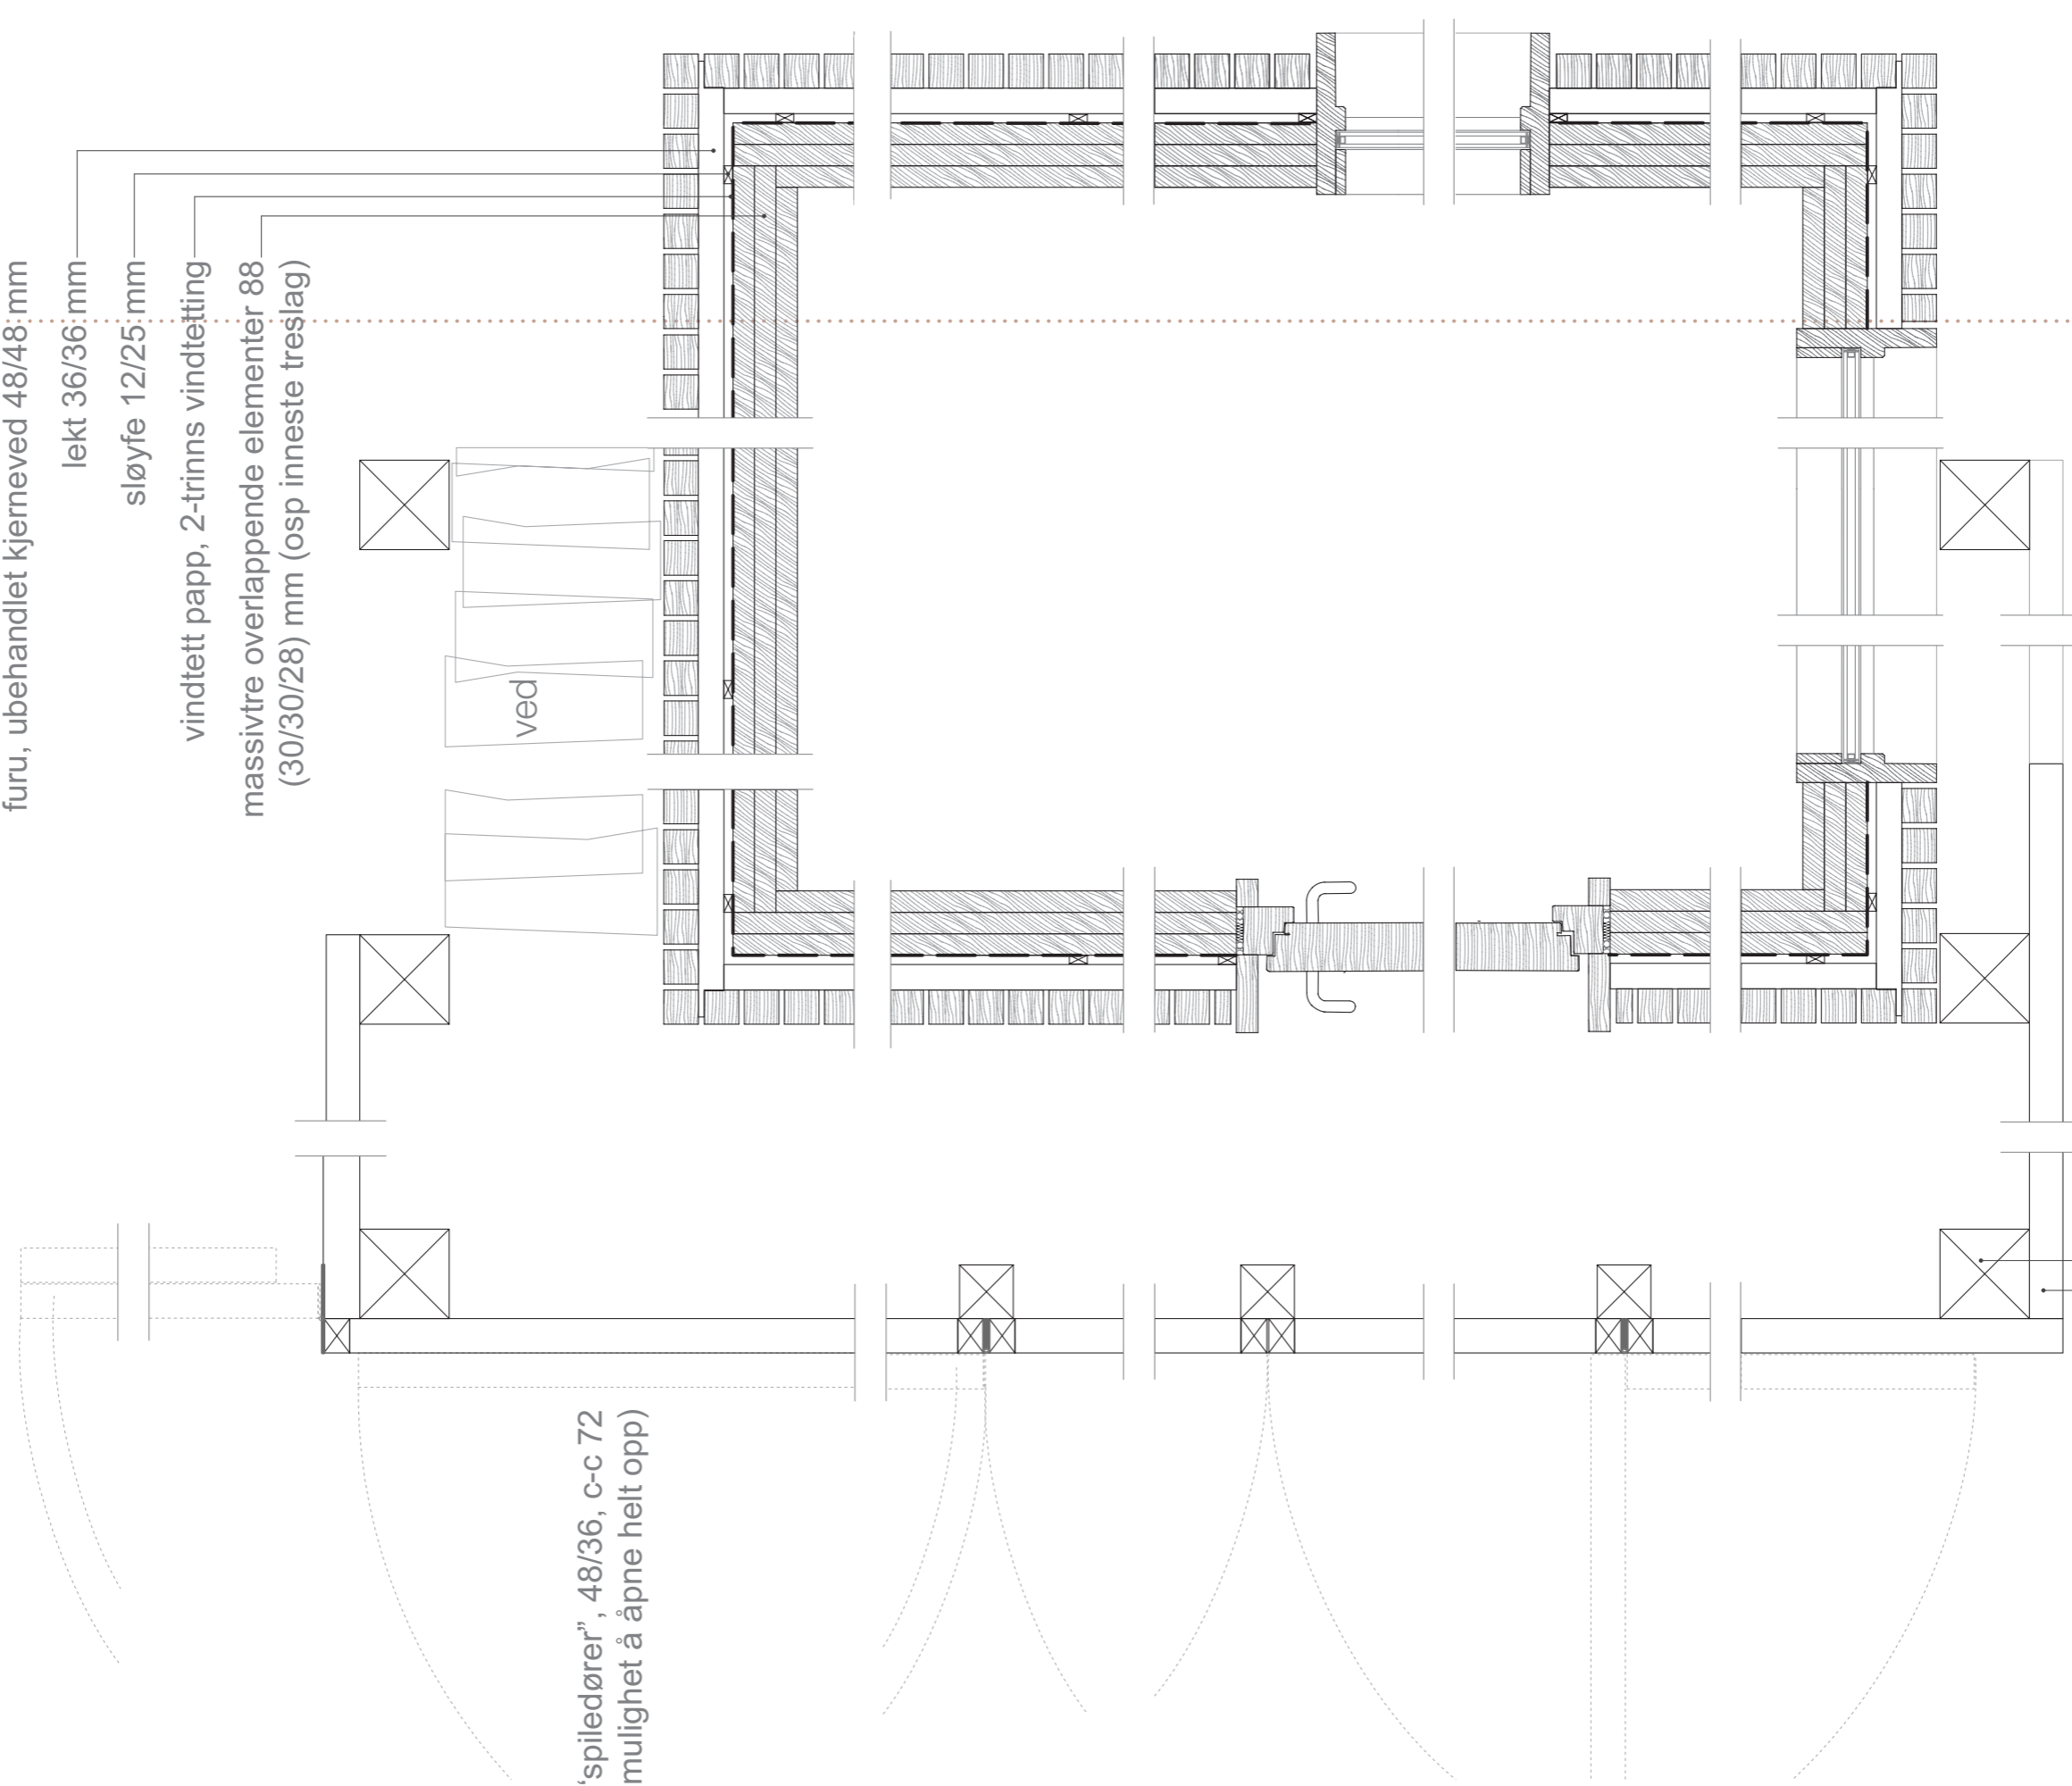 furu, ubehandlet kjerneved 48/48 mm
lekt 36/36 mm
sløyfe 12/25 mm
vindtett papp, 2-trinns vindtetting
massivtre overlappende elementer 88
(30/30/28) mm (osp inneste treslag)
ved
“spiledører”, 48/36, c-c 72
mulighet å åpne helt opp)